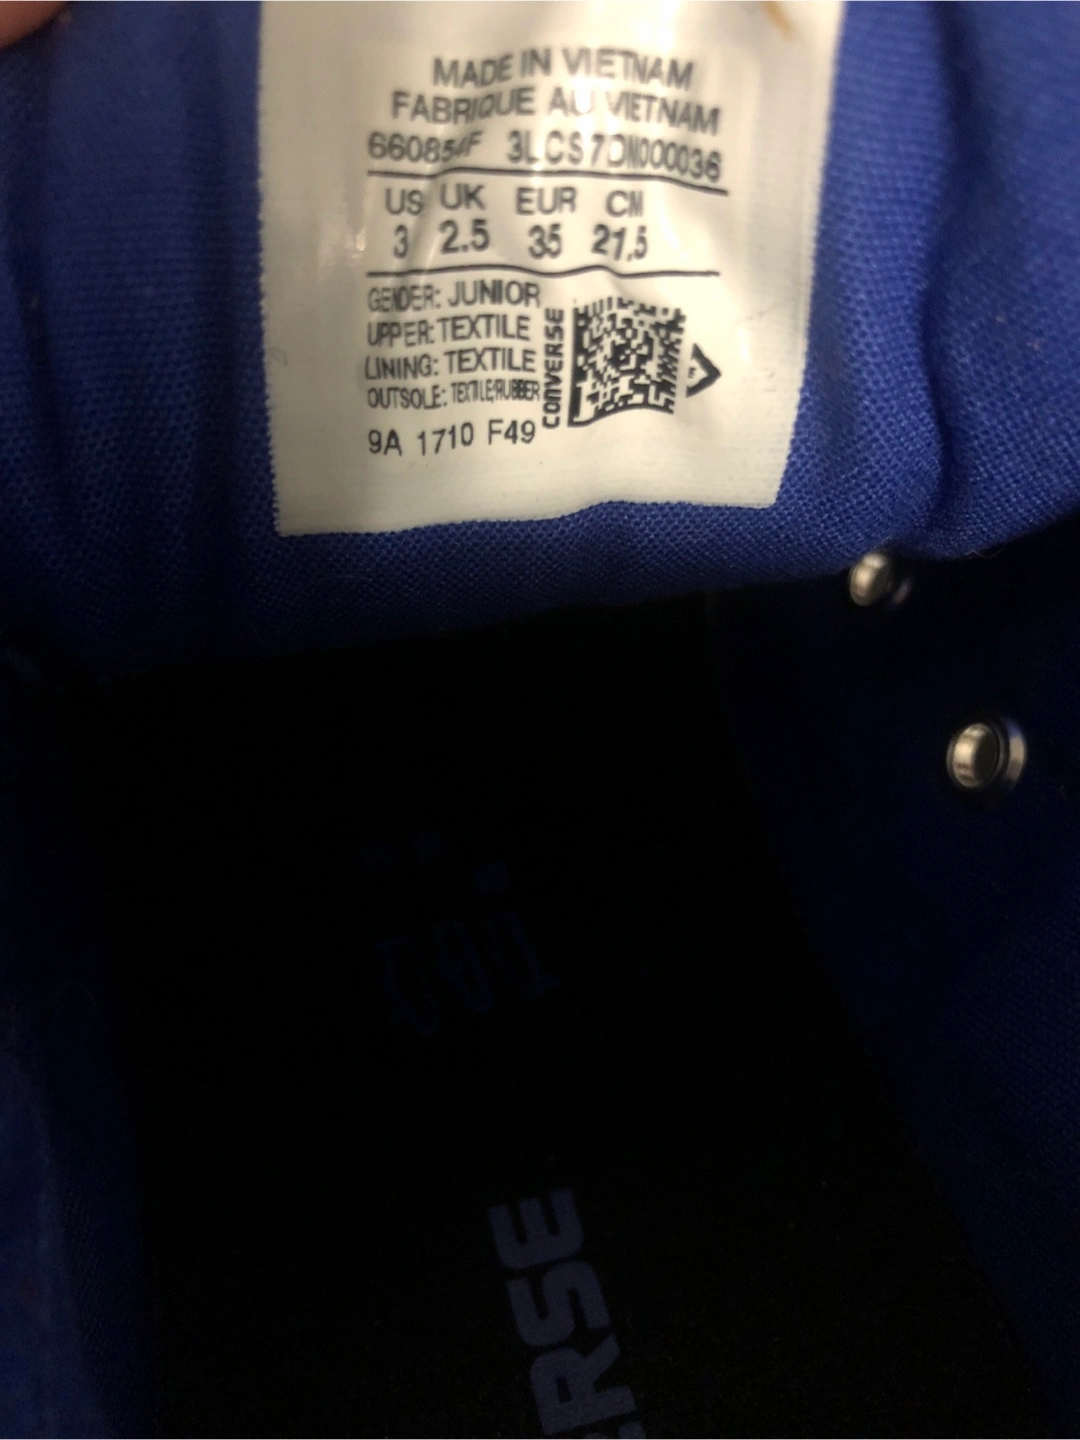 MADE IN VIETNAM
FABRIQUE AU VIETNAM
660854F 3LCS7DN000036
US UK EUR CM
3 2.5 35 21,5
GENDER: JUNIOR
UPPER: TEXTILE
LINING: TEXTILE
OUTSOLE: TEXTILE/RUBBER
CONVERSE
9A 1710 F49
ERSE